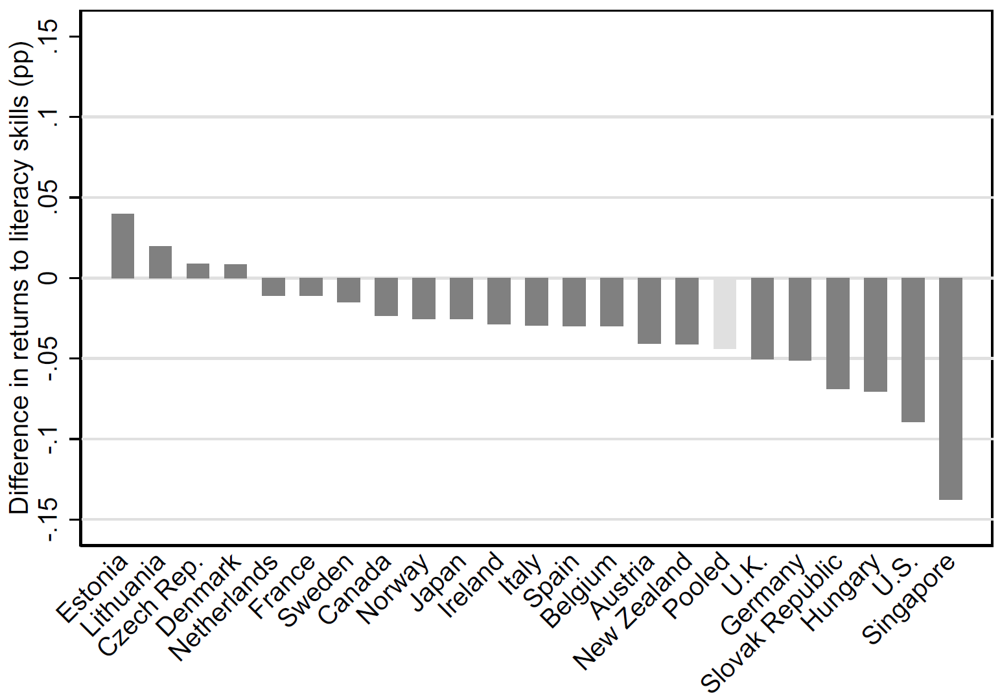 Difference in returns to literacy skills (pp)
.15
.1
.05
0
-.05
-.1
-.15
Estonia
Lithuania
Czech Rep.
Denmark
Netherlands
France
Sweden
Canada
Norway
Japan
Ireland
Italy
Spain
Belgium
Austria
New Zealand
Pooled
U.K.
Germany
Slovak Republic
Hungary
U.S.
Singapore